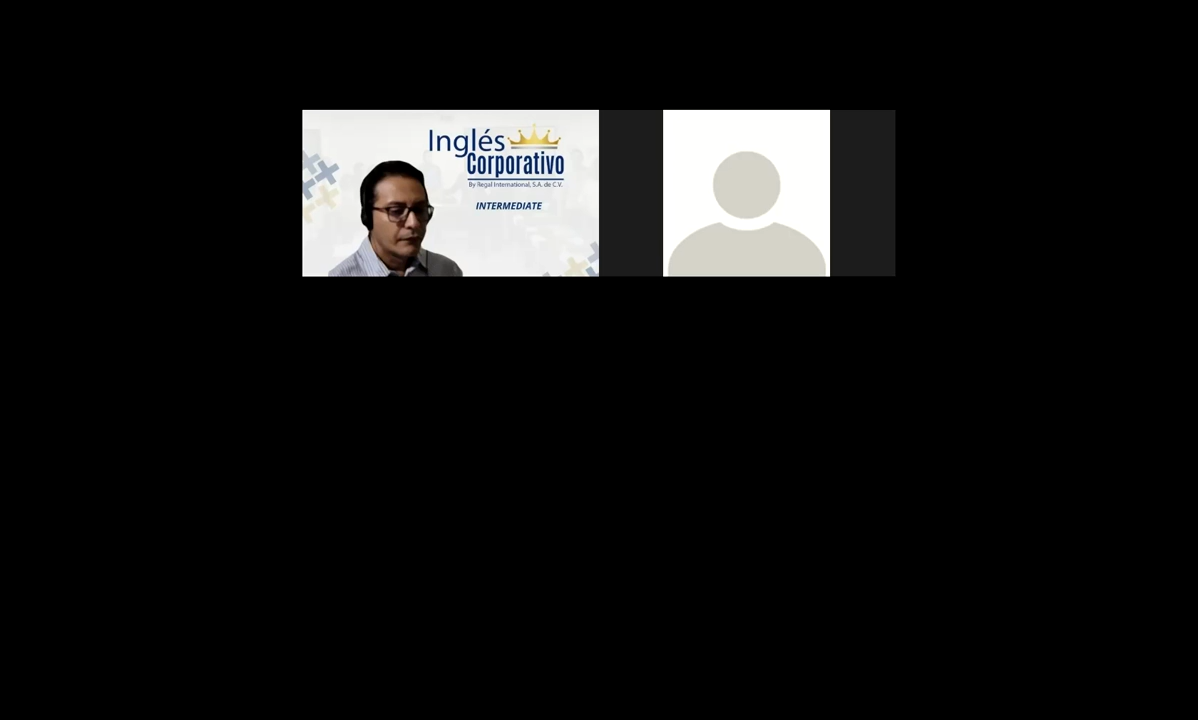 Inglés
Corporativo
By Regal International, S.A. de C.V.
INTERMEDIATE